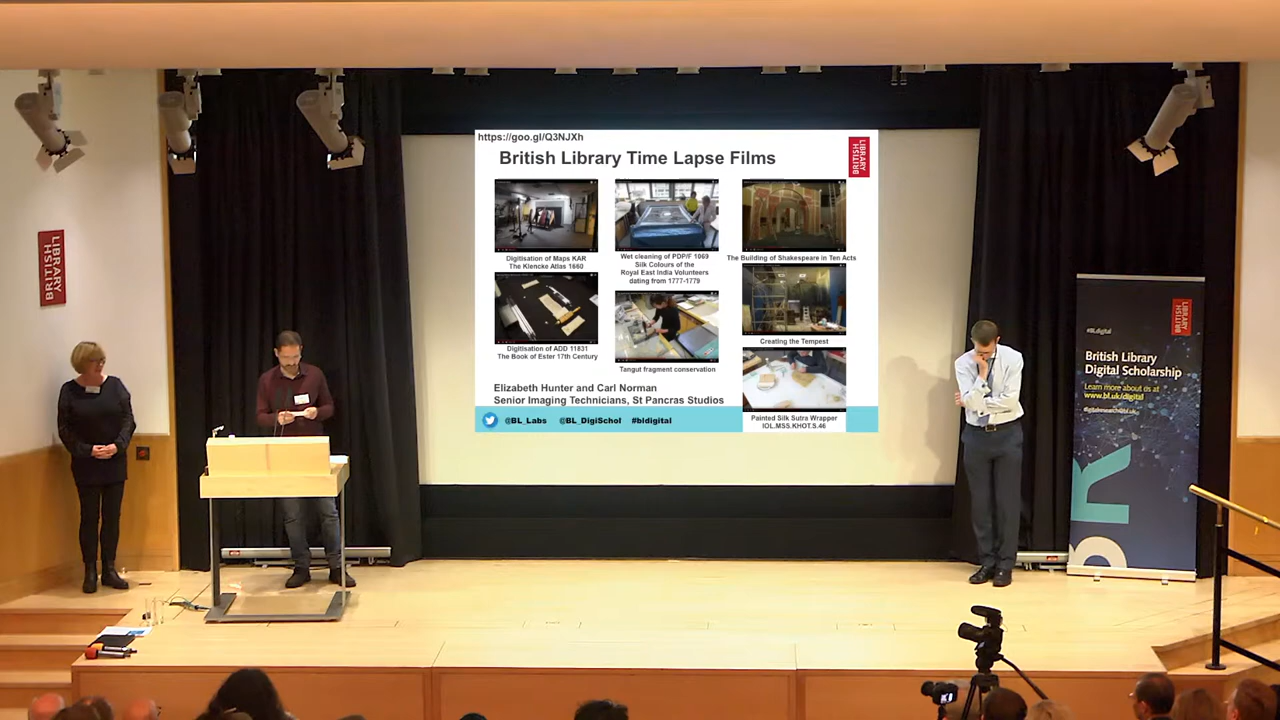 https://goo.gl/Q3NJXh
British Library Time Lapse Films
LIBRARY
BRITISH
Digitisation of Maps KAR
The Klencke Atlas 1660
Wet cleaning of PDP/F 1069
Silk Colours of the
Royal East India Volunteers
dating from 1777-1779
The Building of Shakespeare in Ten Acts
Digitisation of ADD 11831
The Book of Ester 17th Century
Tangut fragment conservation
Creating the Tempest
Painted Silk Sutra Wrapper
IOL.MSS.KHOT.S.46
Elizabeth Hunter and Carl Norman
Senior Imaging Technicians, St Pancras Studios
@BL_Labs @BL_DigiSchol #bldigital
LIBRARY
BRITISH
#BLdigital
LIBRARY
BRITISH
British Library
Digital Scholarship
Learn more about us at
www.bl.uk/digital
digitalresearch@bl.uk